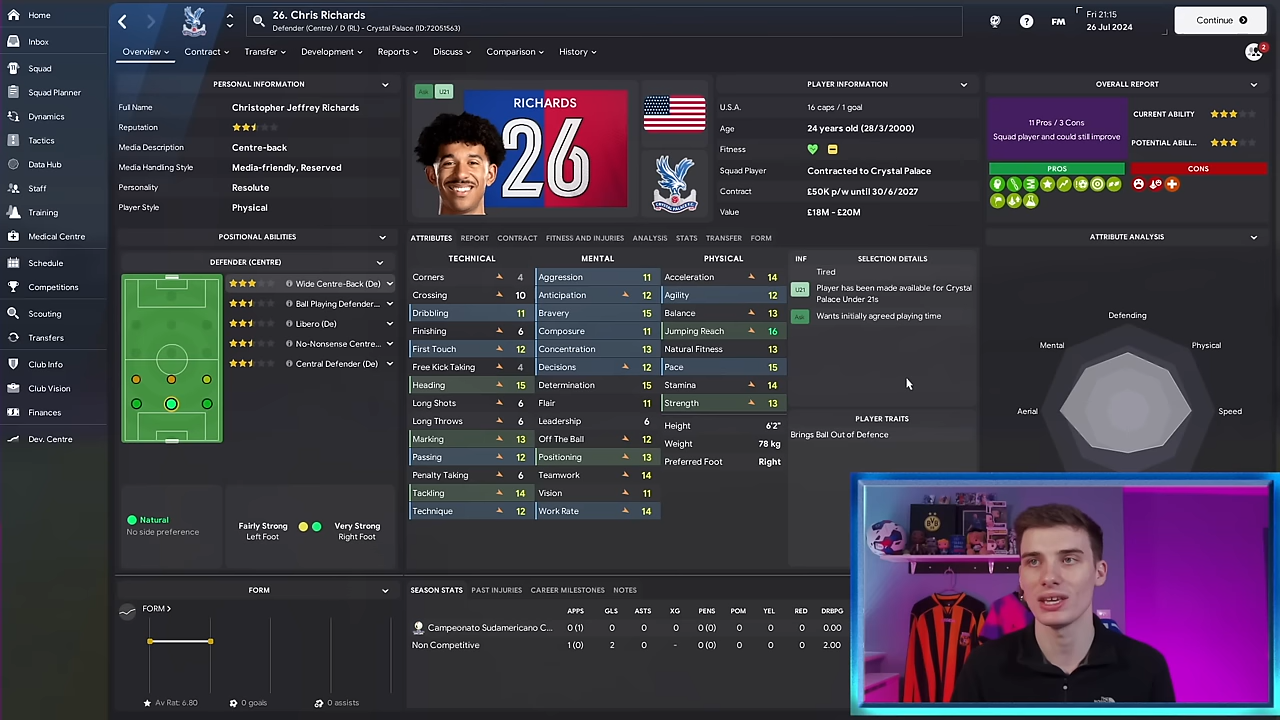 Home
Inbox
Squad
Squad Planner
Dynamics
Tactics
Data Hub
Staff
Training
Medical Centre
Schedule
Competitions
Scouting
Transfers
Club Info
Club Vision
Finances
Dev. Centre
26. Chris Richards
Defender (Centre) / D (RL) - Crystal Palace (ID:72051563)
?
FM
Fri 21:15
26 Jul 2024
Continue
2
Overview
Contract
Transfer
Development
Reports
Discuss
Comparison
History
PERSONAL INFORMATION
Full Name Christopher Jeffrey Richards
Reputation
Media Description Centre-back
Media Handling Style Media-friendly, Reserved
Personality Resolute
Player Style Physical
POSITIONAL ABILITIES
DEFENDER (CENTRE)
Wide Centre-Back (De)
Ball Playing Defender...
Libero (De)
No-Nonsense Centre...
Central Defender (De)
Natural
No side preference
Fairly Strong
Left Foot
Very Strong
Right Foot
FORM
FORM
Av Rat: 6.80
0 goals
0 assists
Ask
U21
RICHARDS
26
CRYSTAL PALACE F.C.
PLAYER INFORMATION
U.S.A. 16 caps / 1 goal
Age 24 years old (28/3/2000)
Fitness
Squad Player Contracted to Crystal Palace
Contract £50K p/w until 30/6/2027
Value £18M - £20M
ATTRIBUTES
REPORT
CONTRACT
FITNESS AND INJURIES
ANALYSIS
STATS
TRANSFER
FORM
TECHNICAL
Corners 4
Crossing 10
Dribbling 11
Finishing 6
First Touch 12
Free Kick Taking 4
Heading 15
Long Shots 6
Long Throws 6
Marking 13
Passing 12
Penalty Taking 6
Tackling 14
Technique 12
MENTAL
Aggression 11
Anticipation 12
Bravery 15
Composure 11
Concentration 13
Decisions 12
Determination 15
Flair 11
Leadership 6
Off The Ball 12
Positioning 13
Teamwork 14
Vision 11
Work Rate 14
PHYSICAL
Acceleration 14
Agility 12
Balance 13
Jumping Reach 16
Natural Fitness 13
Pace 15
Stamina 14
Strength 13
Height 6'2"
Weight 78 kg
Preferred Foot Right
INF SELECTION DETAILS
Tired
U21 Player has been made available for Crystal
Palace Under 21s
Ask Wants initially agreed playing time
PLAYER TRAITS
Brings Ball Out of Defence
OVERALL REPORT
11 Pros / 3 Cons
Squad player and could still improve
CURRENT ABILITY
POTENTIAL ABILI...
PROS
CONS
ATTRIBUTE ANALYSIS
Defending
Physical
Speed
Aerial
Mental
SEASON STATS
PAST INJURIES
CAREER MILESTONES
NOTES
APPS GLS ASTS XG PENS POM YEL RED DRBPG
Campeonato Sudamericano C... 0 (1) 0 0 0 0 (0) 0 0 0 0.00
Non Competitive 1 (0) 2 0 - 0 (0) 0 0 0 2.00